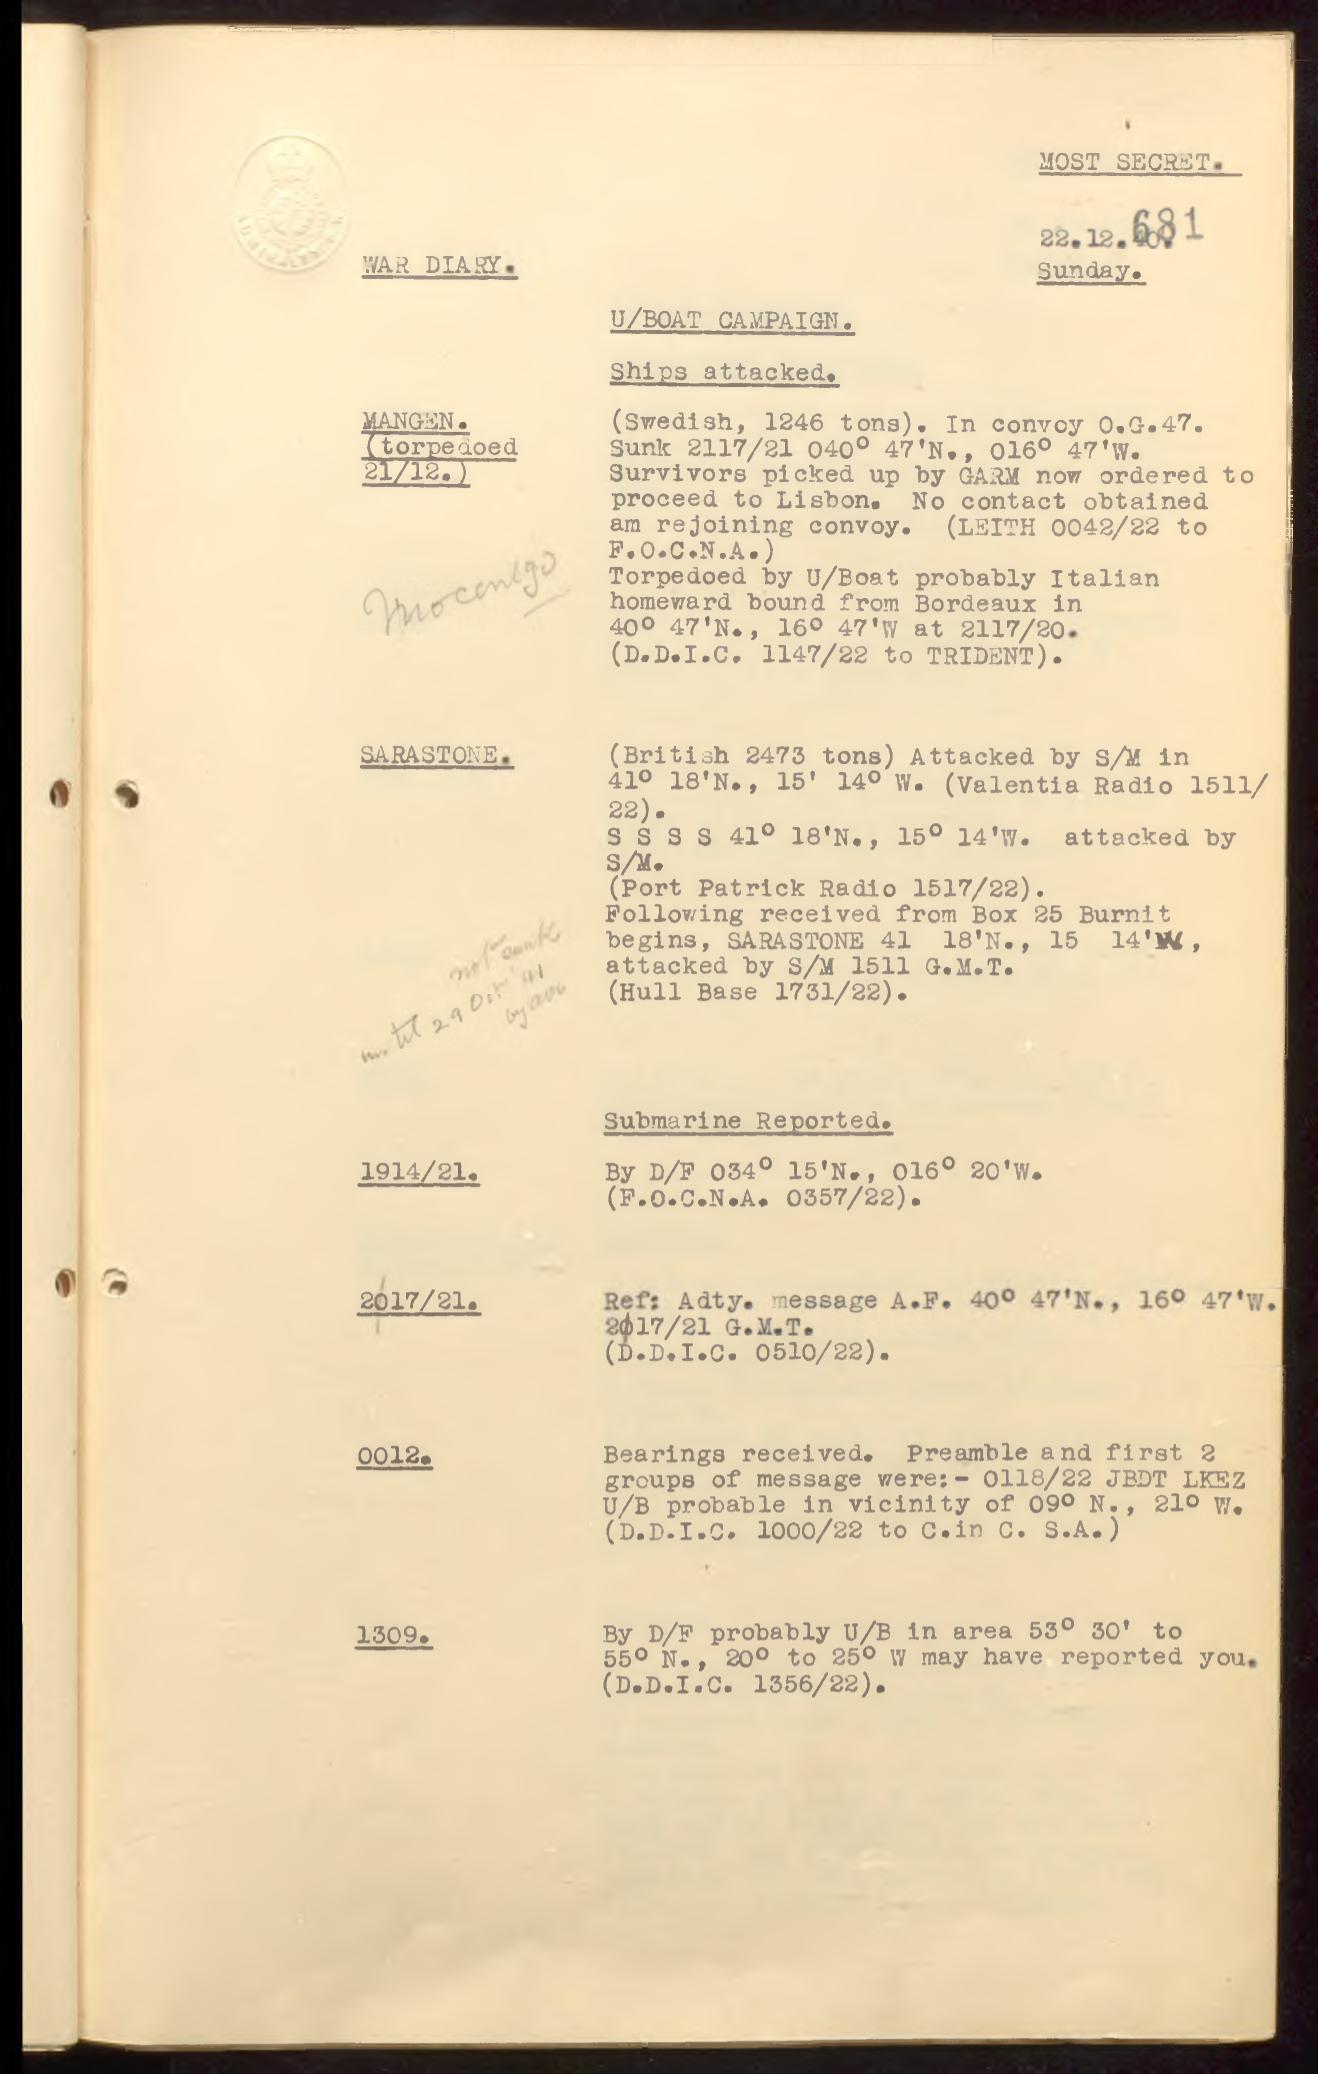 MOST SECRET.
681
22.12.40.
Sunday.
WAR DIARY.
U/BOAT CAMPAIGN.
Ships attacked.
MANGEN.
(torpedoed
21/12.)
(Swedish, 1246 tons). In convoy O.G.47.
Sunk 2117/21 040° 47'N., 016° 47'W.
Survivors picked up by GARM now ordered to
proceed to Lisbon. No contact obtained
am rejoining convoy. (LEITH 0042/22 to
F.O.C.N.A.)
Torpedoed by U/Boat probably Italian
homeward bound from Bordeaux in
40° 47'N., 16° 47'W at 2117/20.
(D.D.I.C. 1147/22 to TRIDENT).
Mocenigo
SARASTONE.
(British 2473 tons) Attacked by S/M in
41° 18'N., 15' 14° W. (Valentia Radio 1511/
22).
S S S S 41° 18'N., 15° 14'W. attacked by
S/M.
(Port Patrick Radio 1517/22).
Following received from Box 25 Burnit
begins, SARASTONE 41 18'N., 15 14'W,
attacked by S/M 1511 G.M.T.
(Hull Base 1731/22).
not sunk
until 29 Oct '41
by
Submarine Reported.
1914/21.
By D/F 034° 15'N., 016° 20'W.
(F.O.C.N.A. 0357/22).
2017/21.
Ref: Adty. message A.F. 40° 47'N., 16° 47'W.
2017/21 G.M.T.
(D.D.I.C. 0510/22).
0012.
Bearings received. Preamble and first 2
groups of message were:- 0118/22 JBDT LKEZ
U/B probable in vicinity of 09° N., 21° W.
(D.D.I.C. 1000/22 to C.in C. S.A.)
1309.
By D/F probably U/B in area 53° 30' to
55° N., 20° to 25° W may have reported you.
(D.D.I.C. 1356/22).